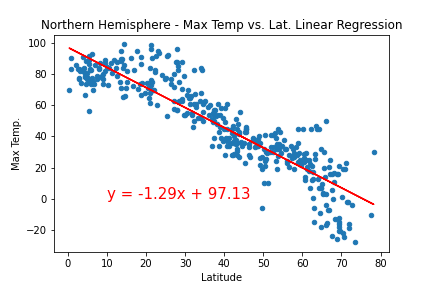 Northern Hemisphere - Max Temp vs. Lat. Linear Regression
100
80
60
40
20
0
−20
Max Temp.
y = -1.29x + 97.13
0 10 20 30 40 50 60 70 80
Latitude